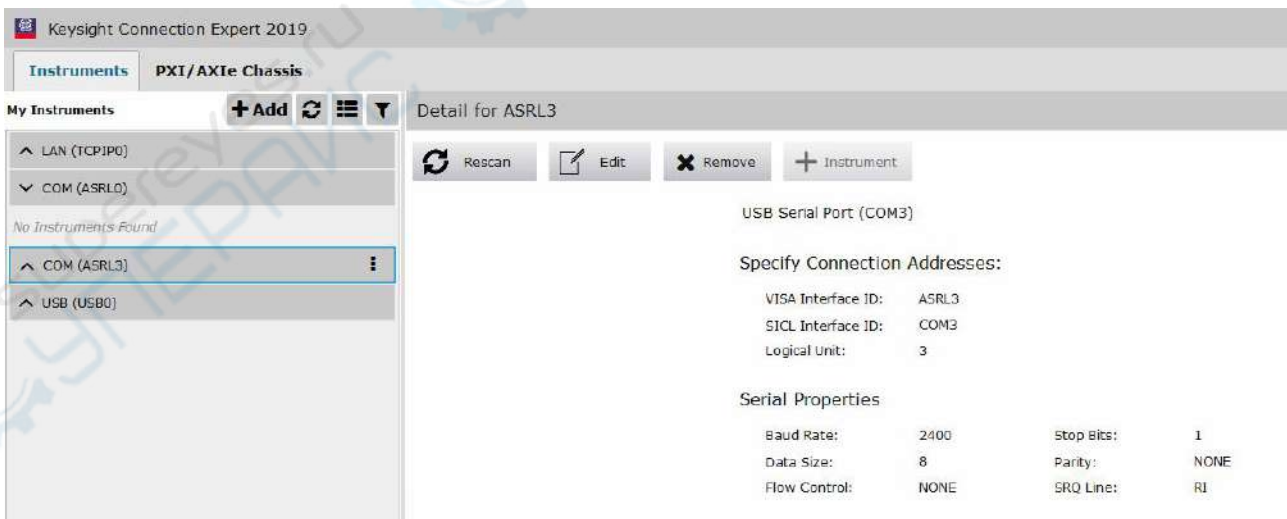 Keysight Connection Expert 2019
Instruments PXI/AXIe Chassis
My Instruments
+ Add
Detail for ASRL3
LAN (TCPIP0)
COM (ASRL0)
No Instruments Found
COM (ASRL3)
USB (USB0)
Rescan
Edit
Remove
Instrument
USB Serial Port (COM3)
Specify Connection Addresses:
VISA Interface ID: ASRL3
SICL Interface ID: COM3
Logical Unit: 3
Serial Properties
Baud Rate: 2400 Stop Bits: 1
Data Size: 8 Parity: NONE
Flow Control: NONE SRQ Line: RI
supereyes.ru
СУПЕРАЙС